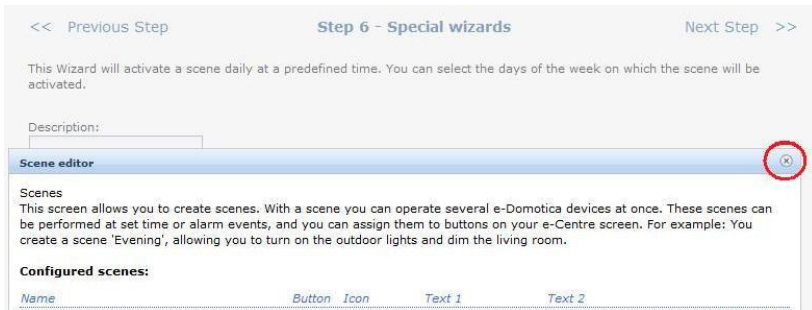 << Previous Step Step 6 - Special wizards Next Step >>
This Wizard will activate a scene daily at a predefined time. You can select the days of the week on which the scene will be
activated.
Description:
Scene editor
Scenes
This screen allows you to create scenes. With a scene you can operate several e-Domotica devices at once. These scenes can
be performed at set time or alarm events, and you can assign them to buttons on your e-Centre screen. For example: You
create a scene 'Evening', allowing you to turn on the outdoor lights and dim the living room.
Configured scenes:
Name Button Icon Text 1 Text 2